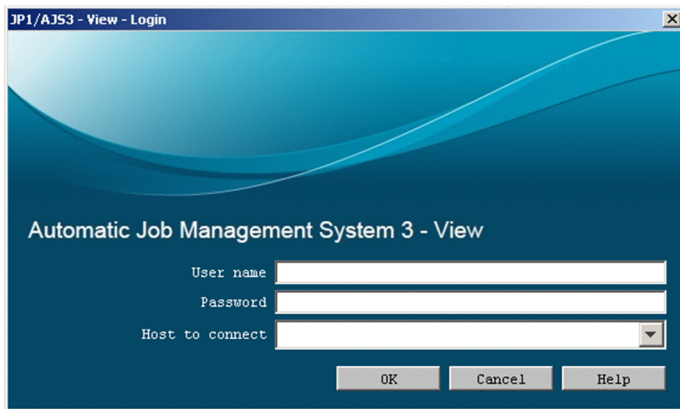 JP1/AJS3 - View - Login
Automatic Job Management System 3 - View
User name
Password
Host to connect
OK Cancel Help